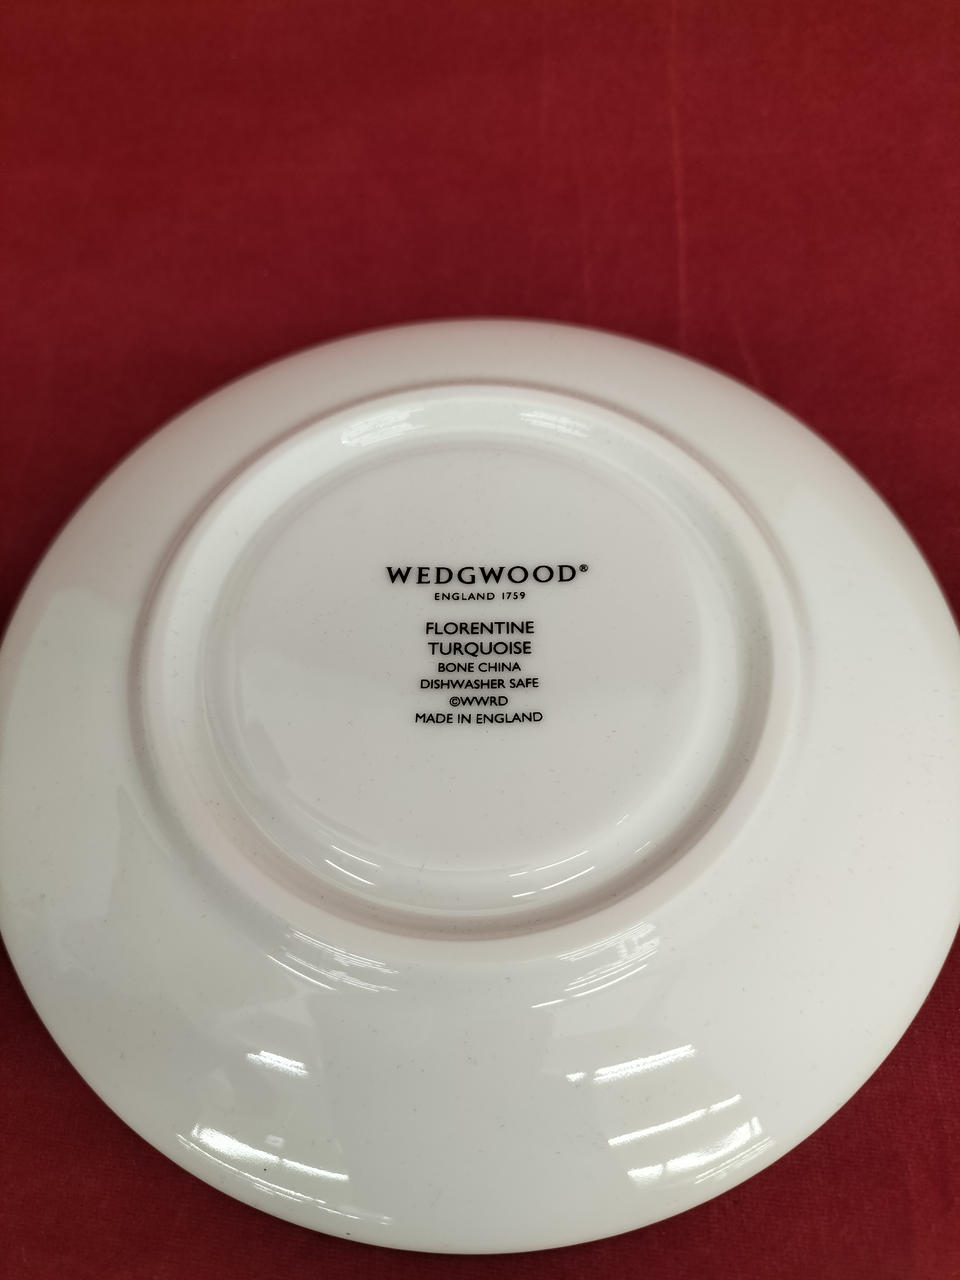 WEDGWOOD®
ENGLAND 1759
FLORENTINE
TURQUOISE
BONE CHINA
DISHWASHER SAFE
©WWRD
MADE IN ENGLAND